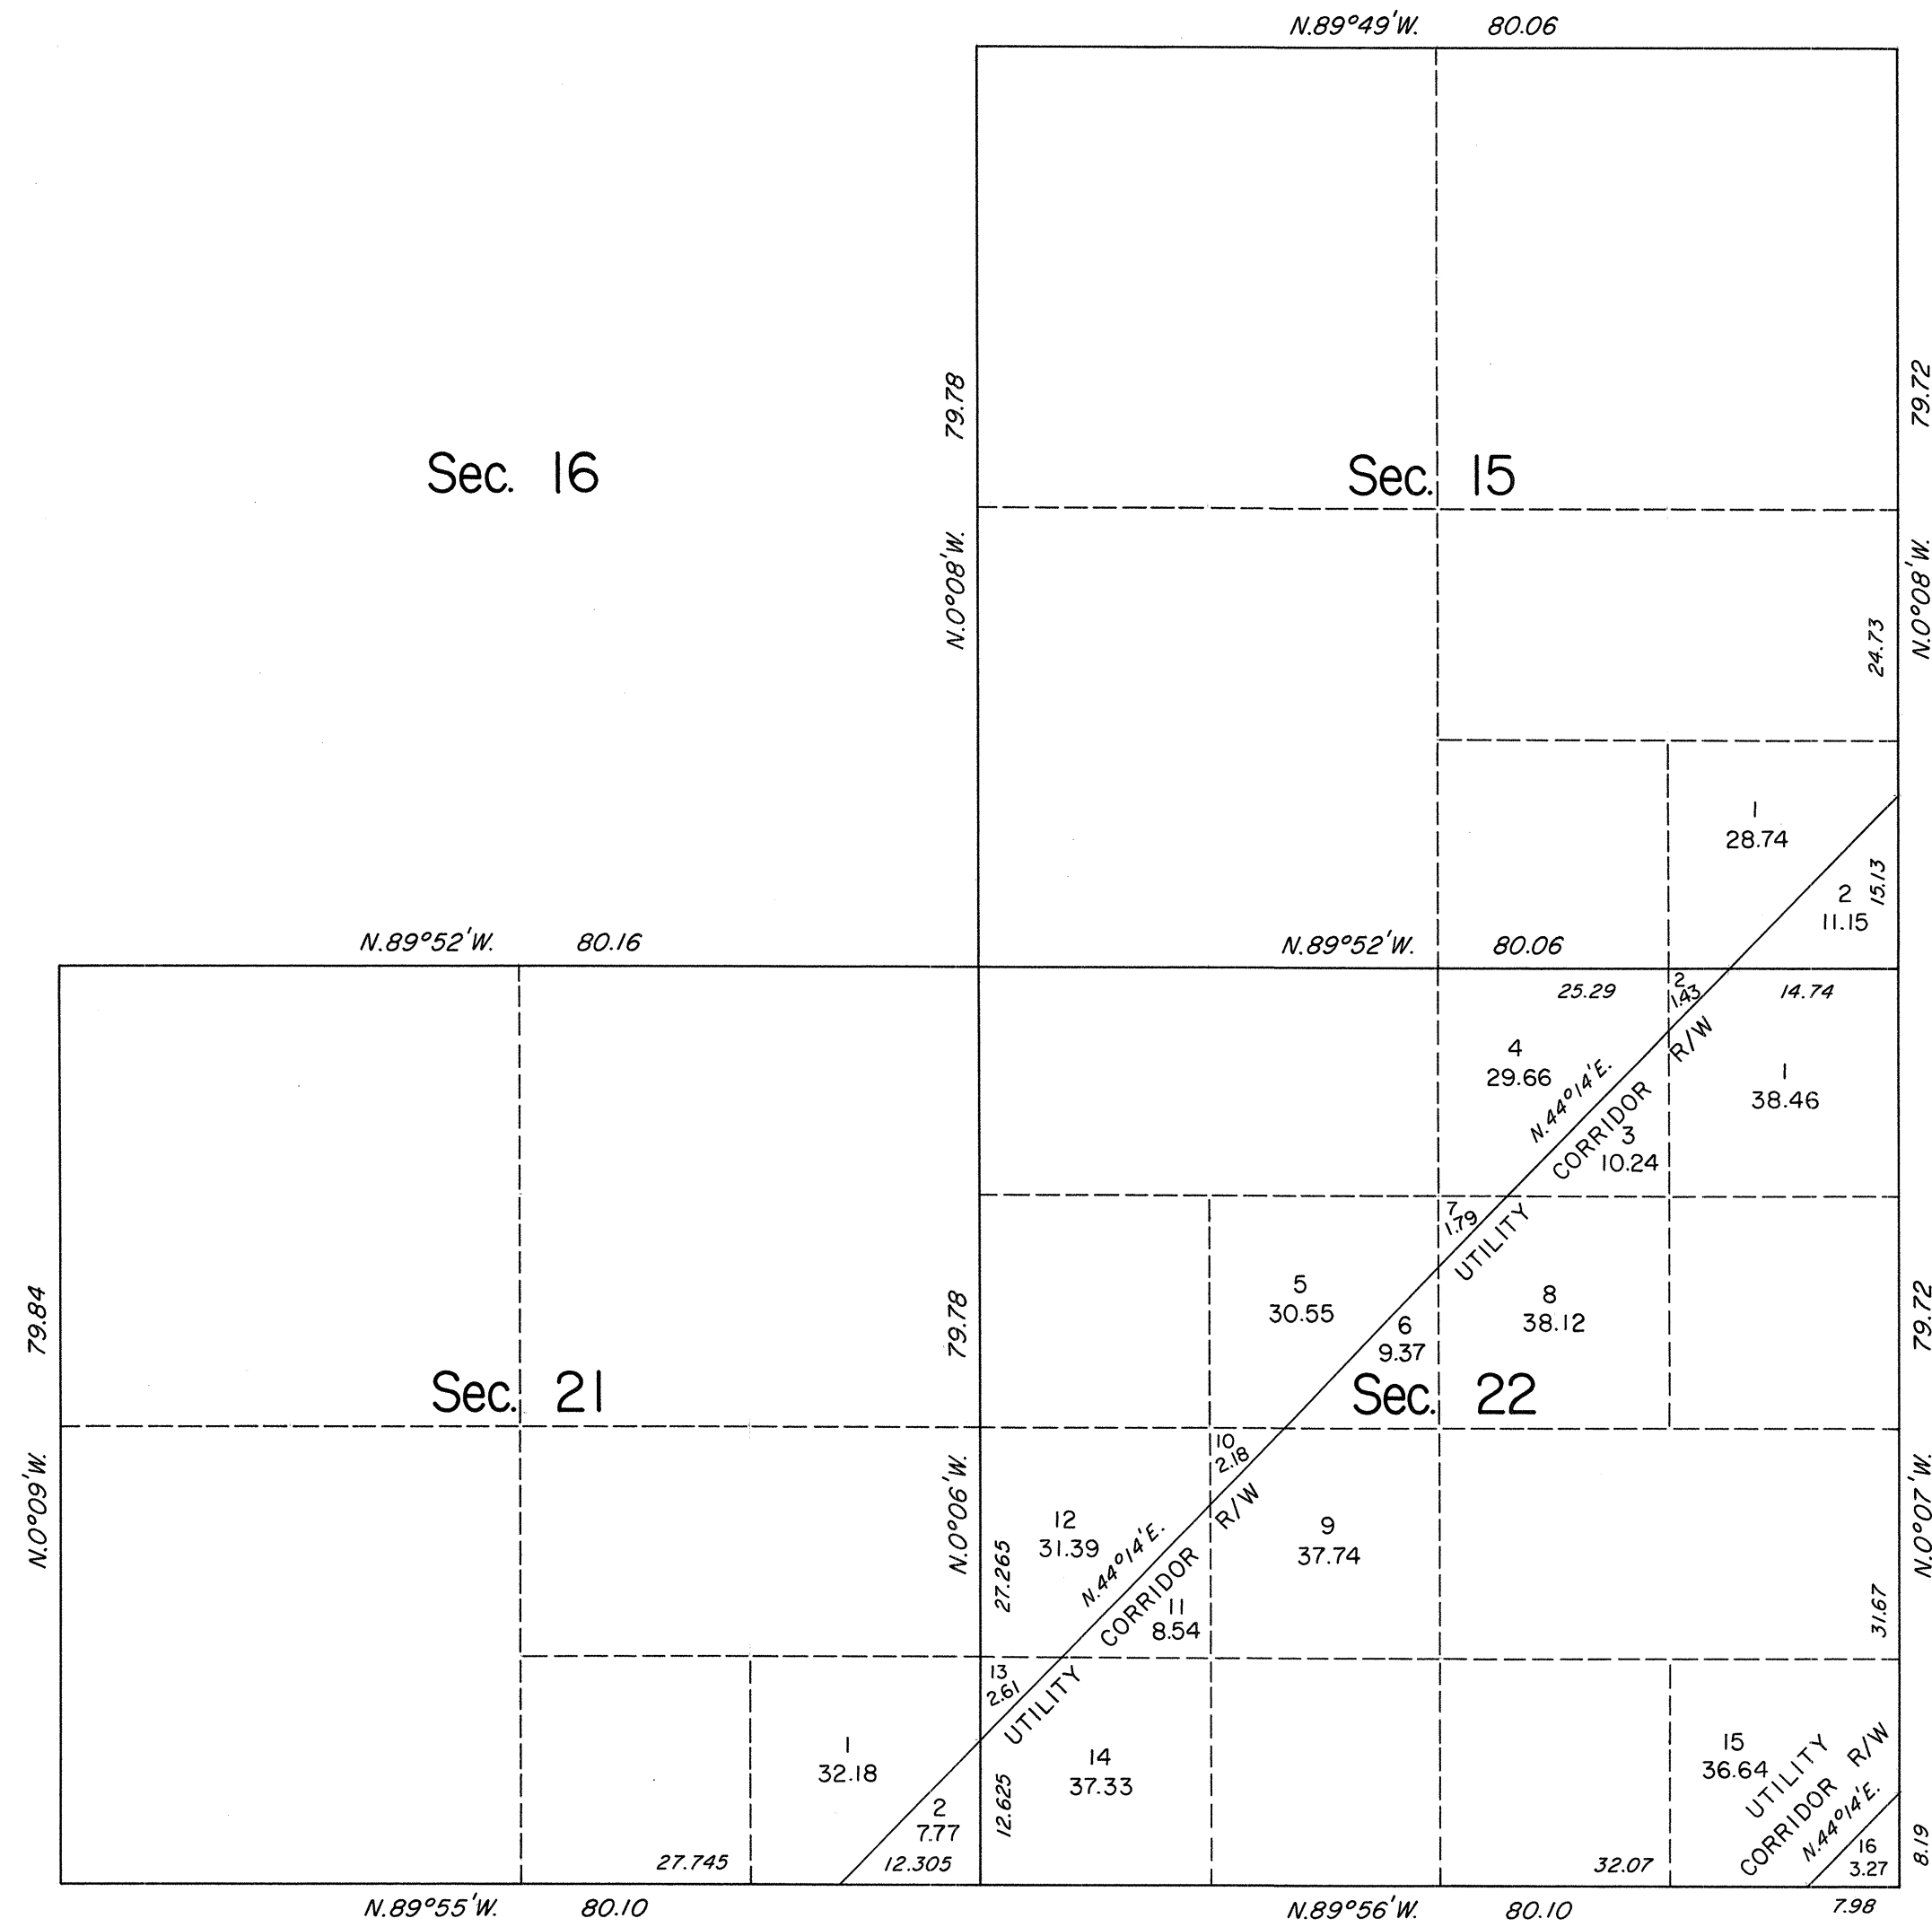 N.89°49'W. 80.06
79.78
79.72
Sec. 16
Sec. 15
N.0°08'W.
N.0°08'W.
24.73
1
28.74
15.13
2
11.15
N.89°52'W. 80.16
N.89°52'W. 80.06
25.29
2
1.43
14.74
R/W
4
29.66
N.44°14'E.
1
38.46
CORRIDOR
3
10.24
7
1.79
UTILITY
79.84
79.78
5
30.55
8
38.12
79.72
6
9.37
Sec. 21
Sec. 22
10
2.18
N.0°09'W.
N.0°06'W.
R/W
N.0°07'W.
12
31.39
9
37.74
27.265
N.44°14'E.
CORRIDOR
11
8.54
31.67
13
2.61
UTILITY
1
32.18
14
37.33
15
36.64
UTILITY
CORRIDOR R/W
N.44°14'E.
2
7.77
12.625
27.745
12.305
32.07
16
3.27
8.19
N.89°55'W. 80.10
N.89°56'W. 80.10
7.98